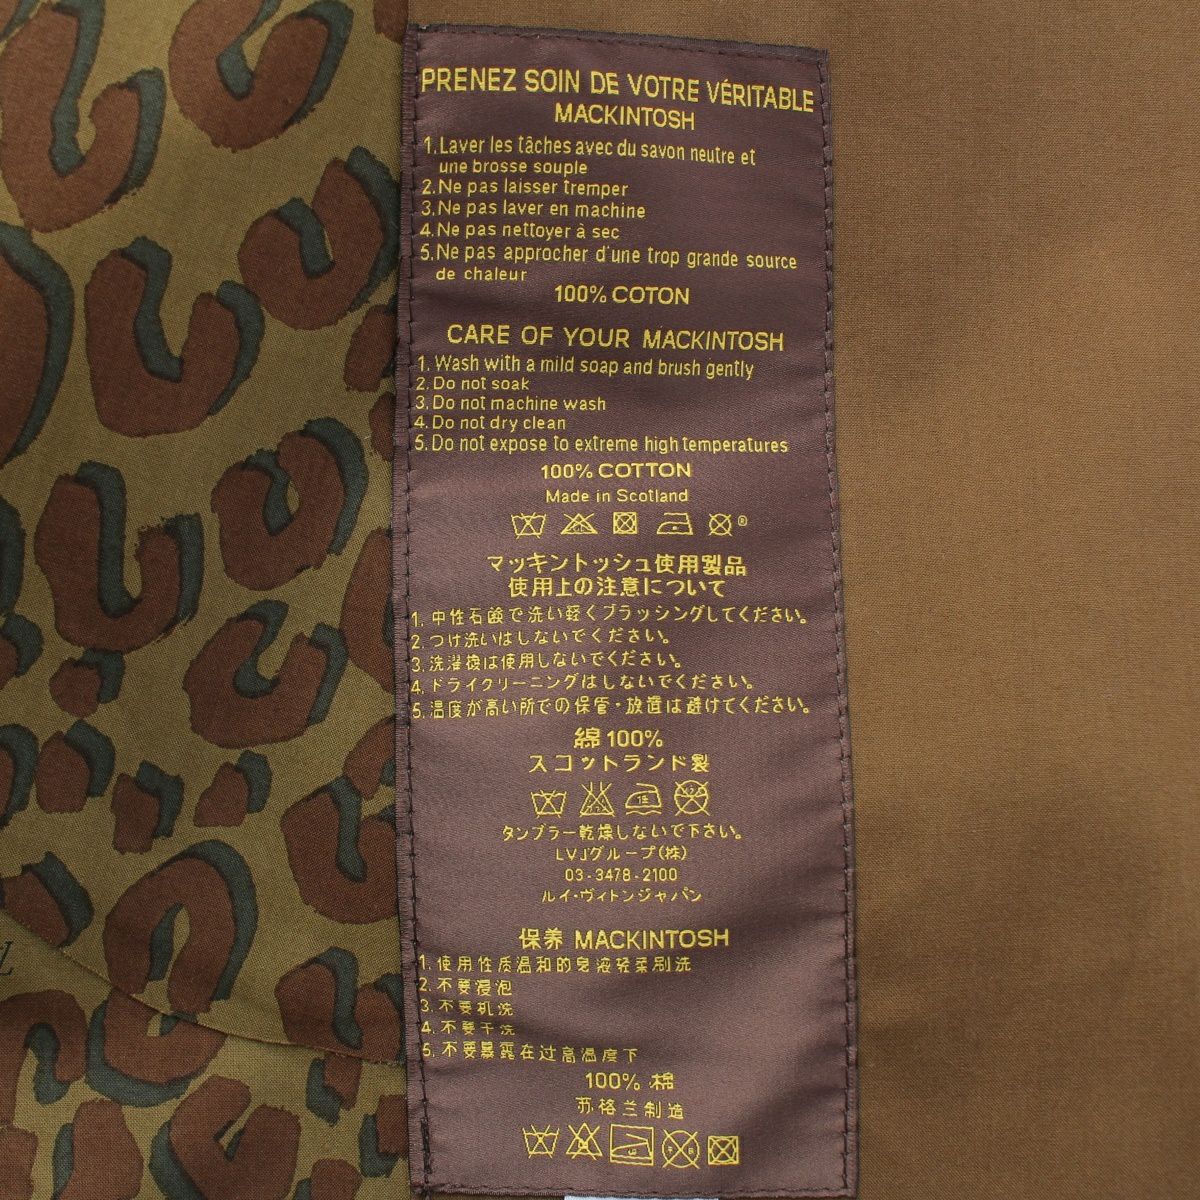 PRENEZ SOIN DE VOTRE VÉRITABLE
MACKINTOSH
1.Laver les tâches avec du savon neutre et
une brosse souple
2.Ne pas laisser tremper
3.Ne pas laver en machine
4.Ne pas nettoyer à sec
5.Ne pas approcher d'une trop grande source
de chaleur
100% COTON
CARE OF YOUR MACKINTOSH
1. Wash with a mild soap and brush gently
2. Do not soak
3. Do not machine wash
4. Do not dry clean
5. Do not expose to extreme high temperatures
100% COTTON
Made in Scotland
マッキントッシュ使用製品
使用上の注意について
1. 中性石鹸で洗い軽くブラッシングしてください。
2. つけ洗いはしないでください。
3. 洗濯機は使用しないでください。
4. ドライクリーニングはしないでください。
5. 温度が高い所での保管・放置は避けてください。
綿 100%
スコットランド製
タンブラー乾燥しないで下さい。
LVJグループ(株)
03-3478-2100
ルイ・ヴィトンジャパン
保养 MACKINTOSH
1. 使用性质温和的皂液轻柔刷洗
2. 不要浸泡
3. 不要机洗
4. 不要干洗
5. 不要暴露在过高温度下
100% 棉
苏格兰制造